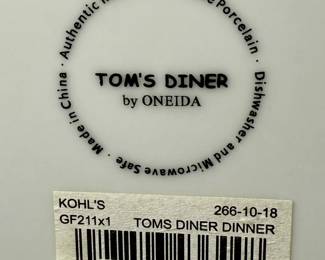 · Authentic
Porcelain · Dishwasher and Microwave Safe · Made in China
TOM'S DINER
by ONEIDA
KOHL'S 266-10-18
GF211x1 TOMS DINER DINNER